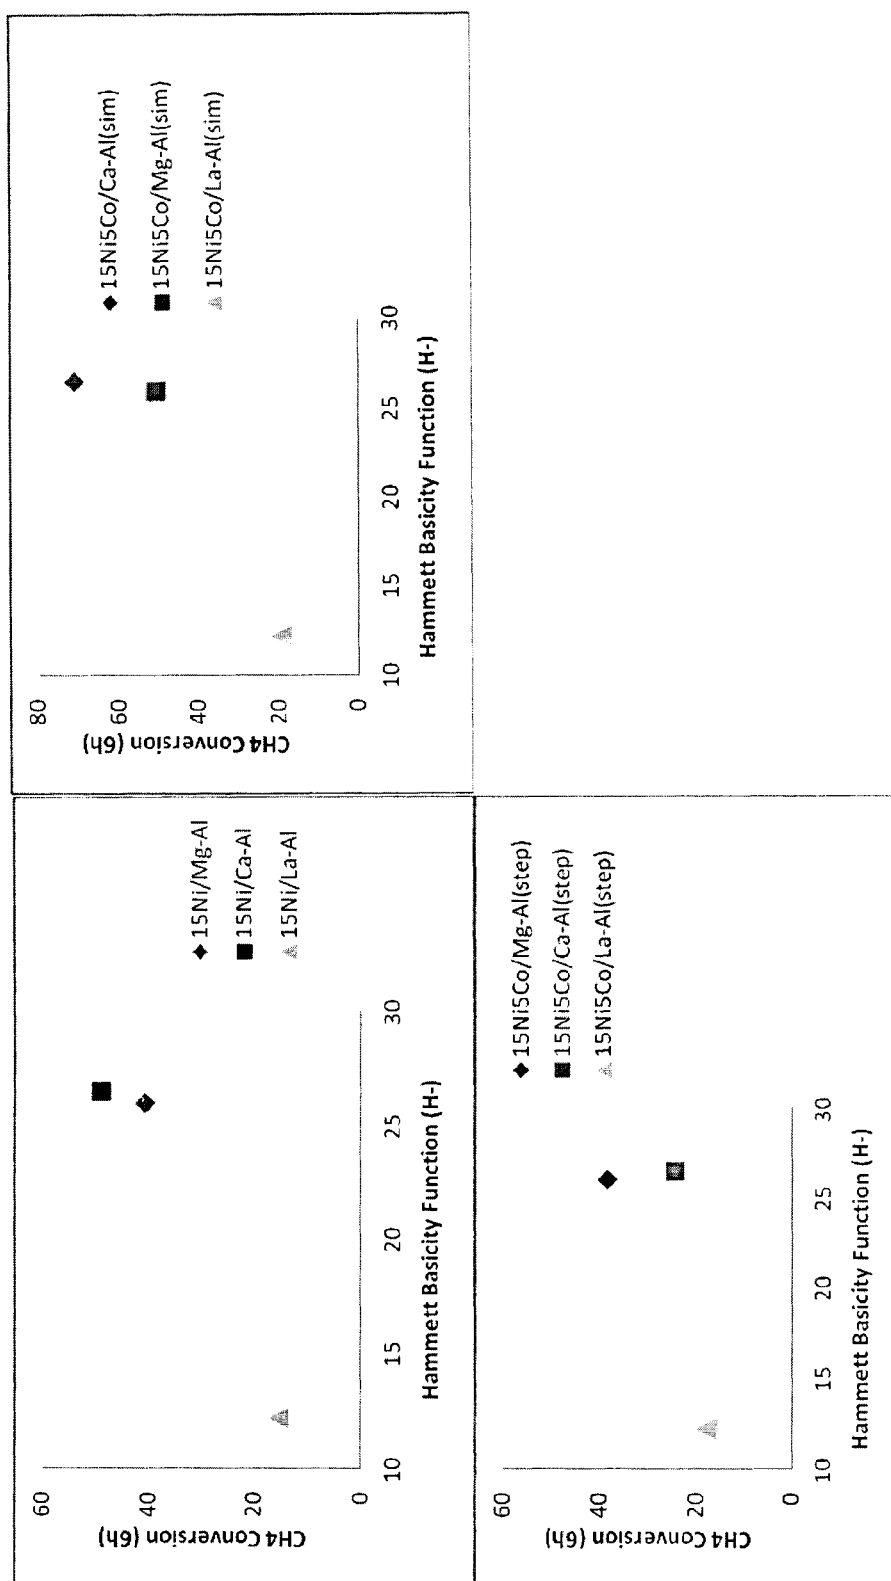 CH4 Conversion (6h)
60
40
20
0
10
15
20
25
30
Hammett Basicity Function (H-)
15Ni/Mg-Al
15Ni/Ca-Al
15Ni/La-Al
CH4 Conversion (6h)
80
60
40
20
0
10
15
20
25
30
Hammett Basicity Function (H-)
15Ni5Co/Ca-Al(sim)
15Ni5Co/Mg-Al(sim)
15Ni5Co/La-Al(sim)
CH4 Conversion (6h)
60
40
20
0
10
15
20
25
30
Hammett Basicity Function (H-)
15Ni5Co/Mg-Al(step)
15Ni5Co/Ca-Al(step)
15Ni5Co/La-Al(step)